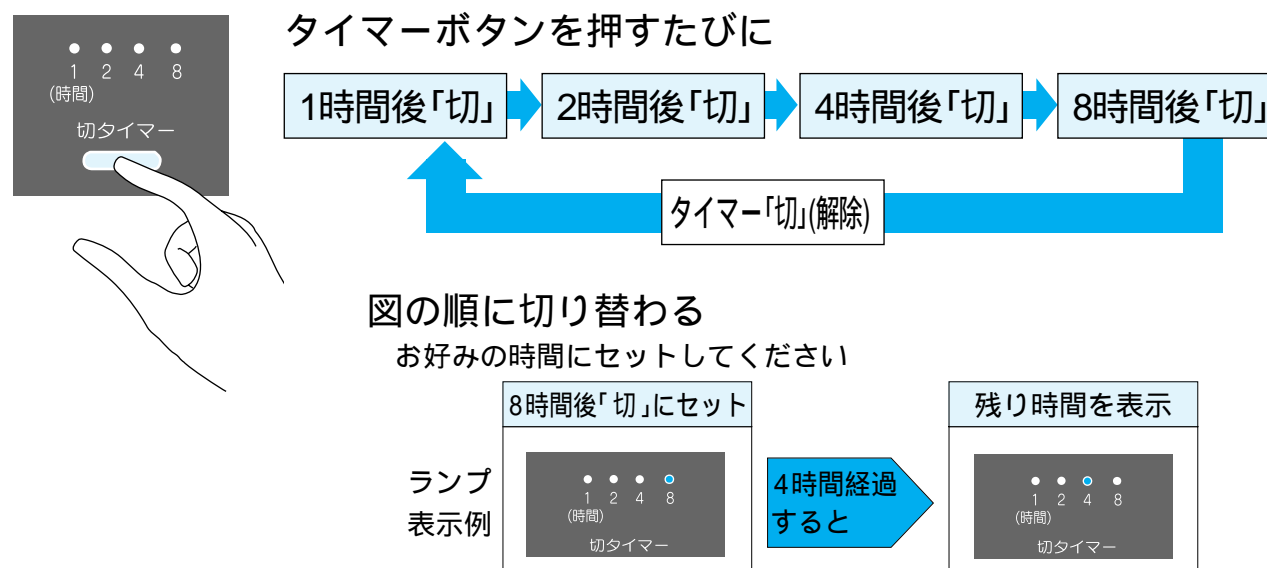 1 2 4 8
(時間)
切タイマー
タイマーボタンを押すたびに
1時間後「切」
2時間後「切」
4時間後「切」
8時間後「切」
タイマー「切」(解除)
図の順に切り替わる
お好みの時間にセットしてください
ランプ
表示例
8時間後「切」にセット
1 2 4 8
(時間)
切タイマー
4時間経過
すると
残り時間を表示
1 2 4 8
(時間)
切タイマー